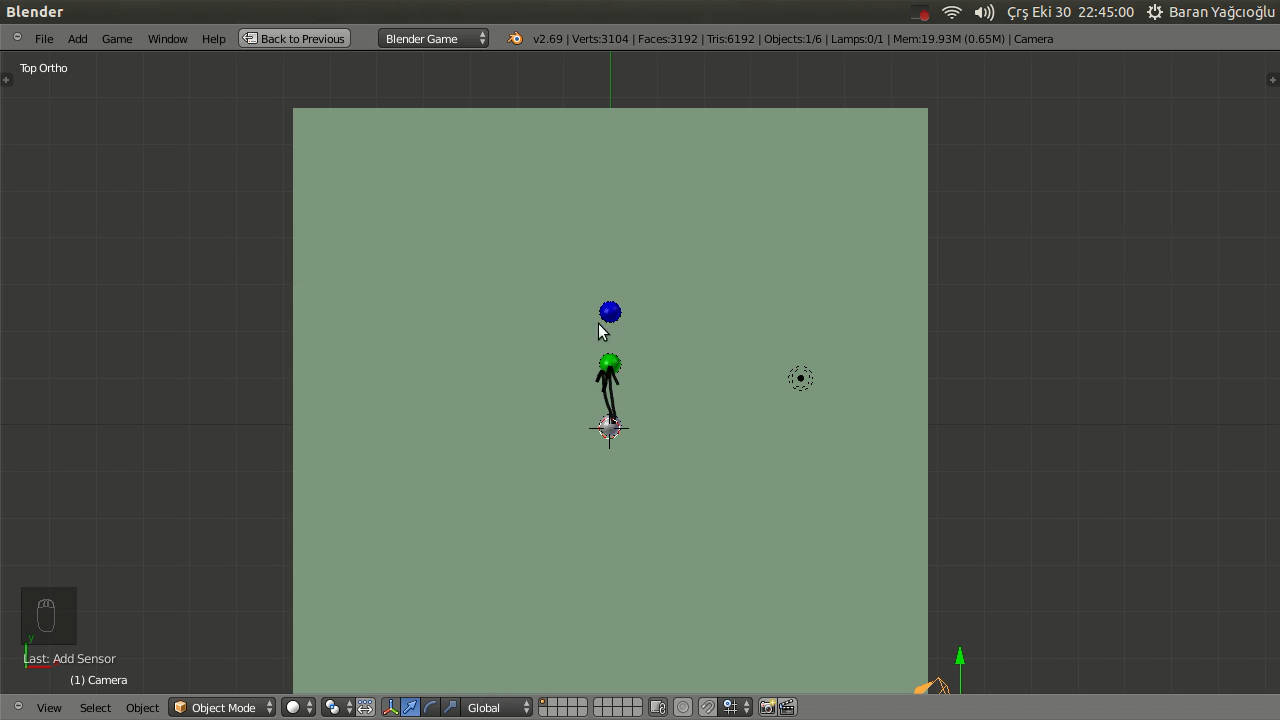 Blender
Çrş Eki 30 22:45:00 Baran Yağcıoğlu
File Add Game Window Help Back to Previous Blender Game v2.69 | Verts:3104 | Faces:3192 | Tris:6192 | Objects:1/6 | Lamps:0/1 | Mem:19.93M (0.65M) | Camera
Top Ortho
y
Last: Add Sensor
(1) Camera
View Select Object Object Mode Global